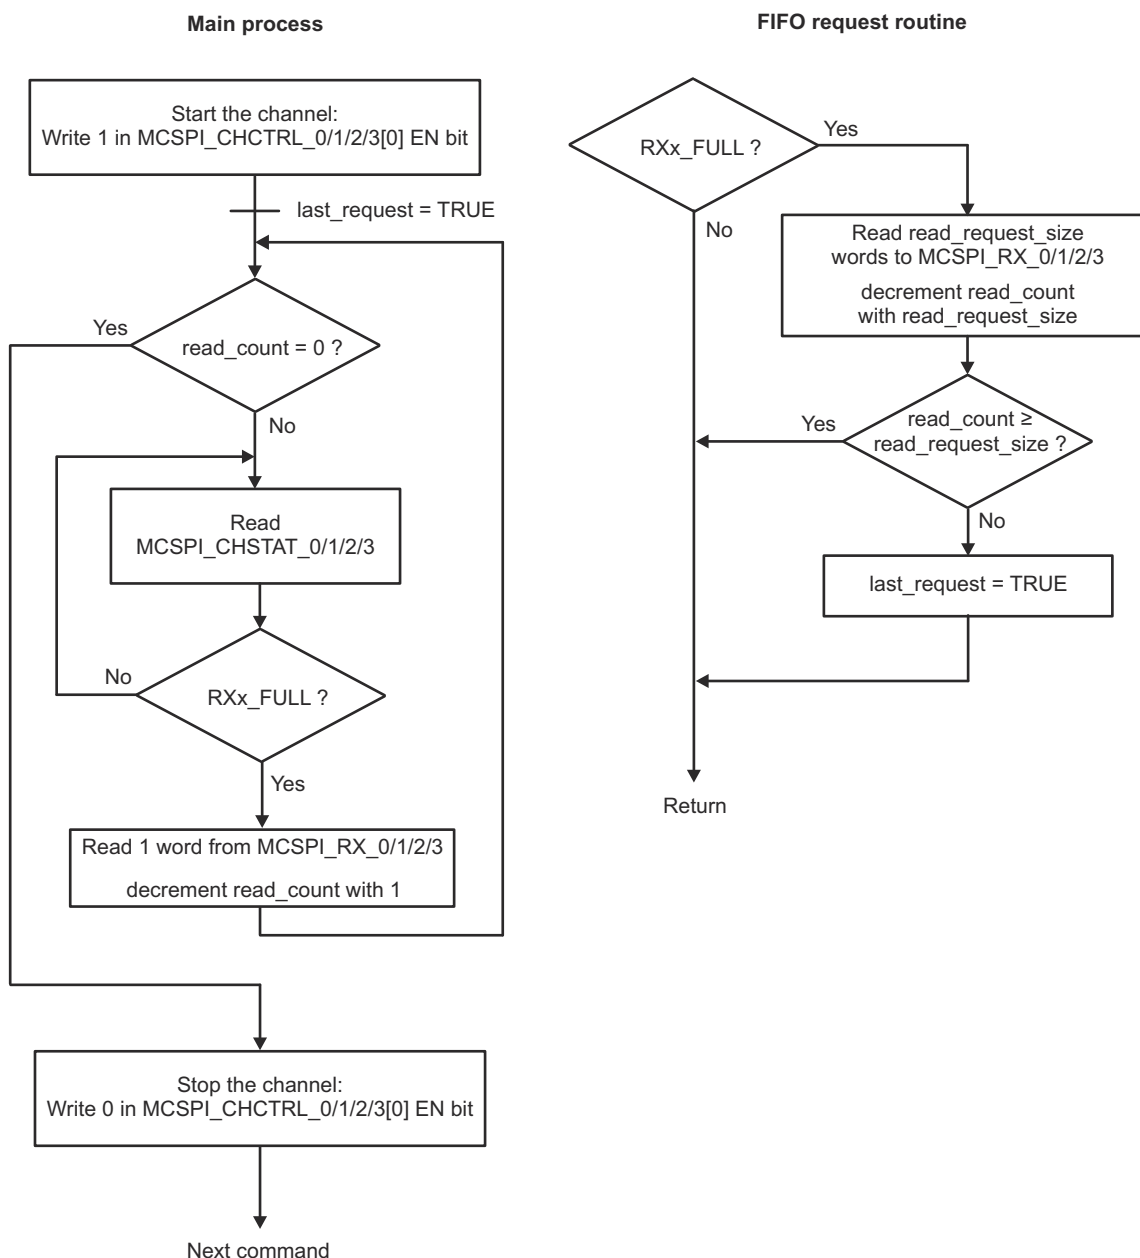 Main process
Start the channel:
Write 1 in MCSPI_CHCTRL_0/1/2/3[0] EN bit
last_request = TRUE
Yes
read_count = 0 ?
No
Read
MCSPI_CHSTAT_0/1/2/3
No
RXx_FULL ?
Yes
Read 1 word from MCSPI_RX_0/1/2/3
decrement read_count with 1
Stop the channel:
Write 0 in MCSPI_CHCTRL_0/1/2/3[0] EN bit
Next command
FIFO request routine
RXx_FULL ?
Yes
No
Read read_request_size
words to MCSPI_RX_0/1/2/3
decrement read_count
with read_request_size
Yes
read_count ≥
read_request_size ?
No
last_request = TRUE
Return